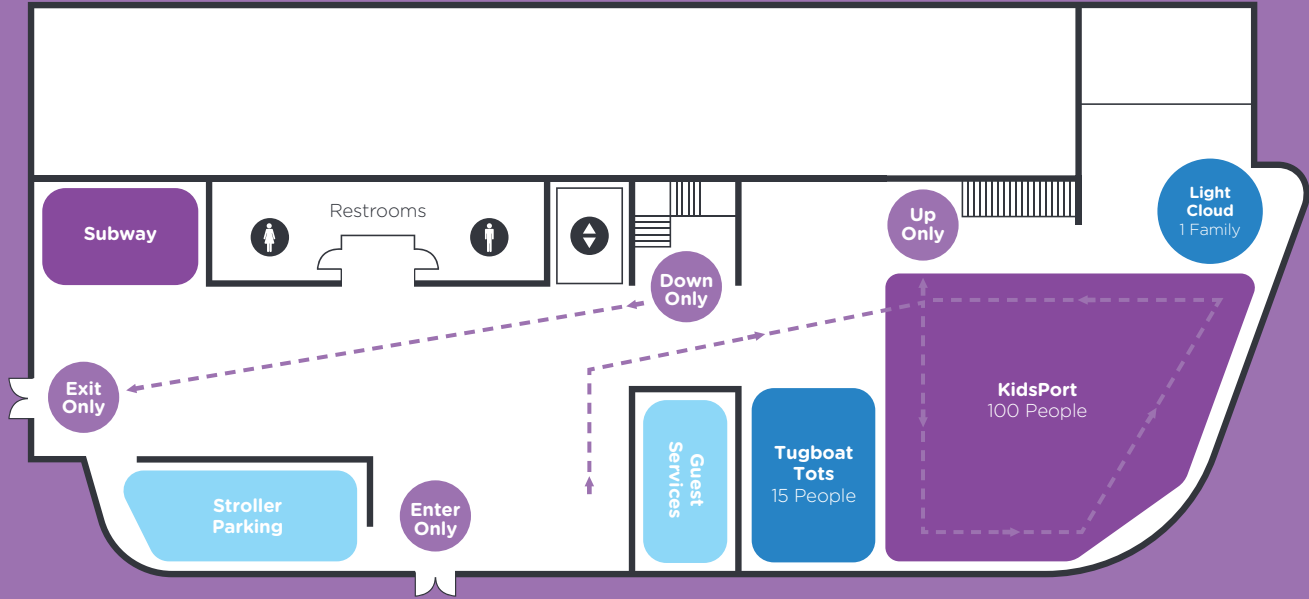 Subway
Restrooms
Up
Only
Light
Cloud
1 Family
Down
Only
Exit
Only
KidsPort
100 People
Guest
Services
Tugboat
Tots
15 People
Stroller
Parking
Enter
Only